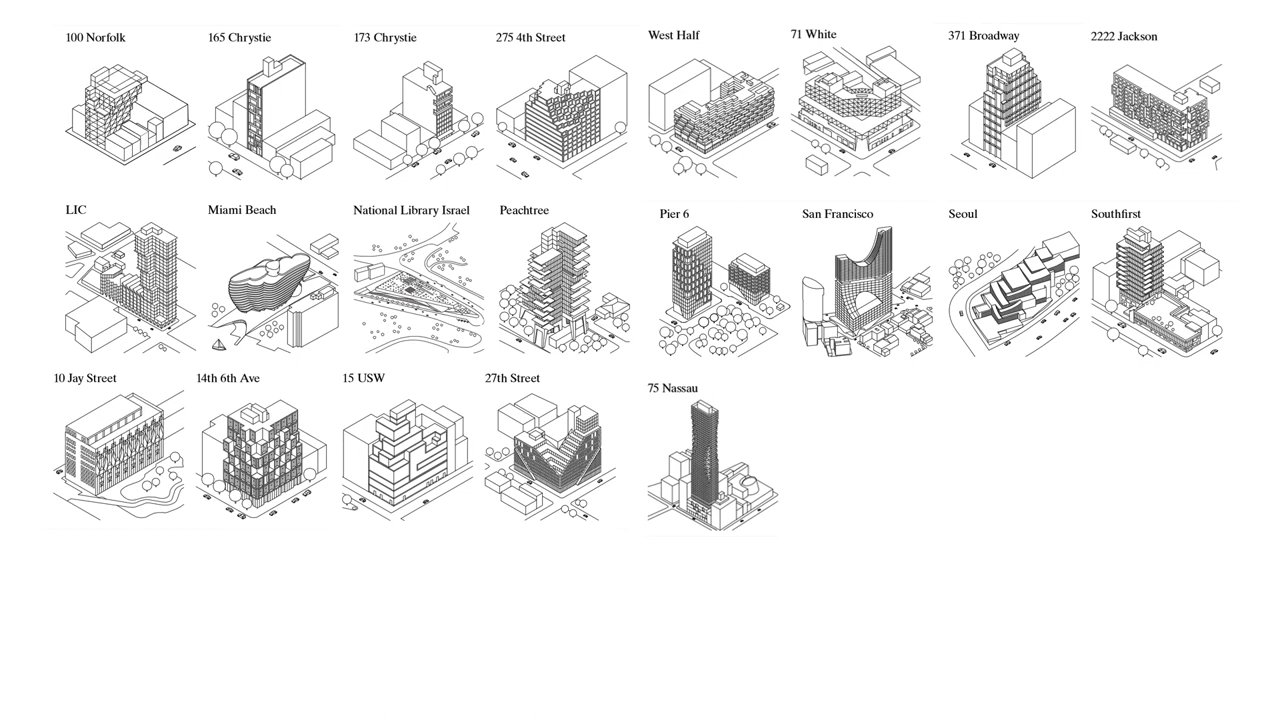 100 Norfolk
165 Chrystie
173 Chrystie
275 4th Street
West Half
71 White
371 Broadway
2222 Jackson
LIC
Miami Beach
National Library Israel
Peachtree
Pier 6
San Francisco
Seoul
Southfirst
10 Jay Street
14th 6th Ave
15 USW
27th Street
75 Nassau